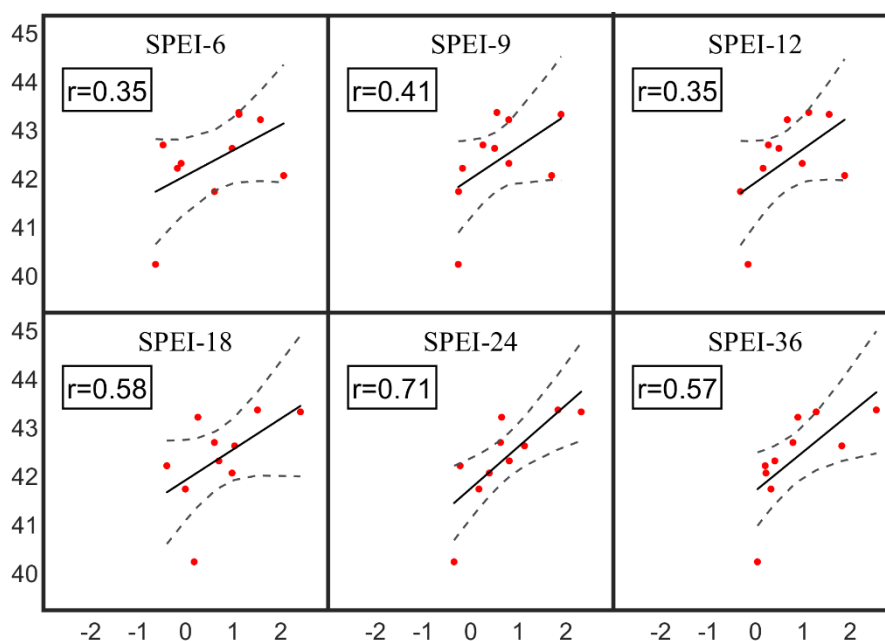 45
44
43
42
41
40
SPEI-6
r=0.35
SPEI-9
r=0.41
SPEI-12
r=0.35
45
44
43
42
41
40
SPEI-18
r=0.58
SPEI-24
r=0.71
SPEI-36
r=0.57
-2 -1 0 1 2
-2 -1 0 1 2
-2 -1 0 1 2